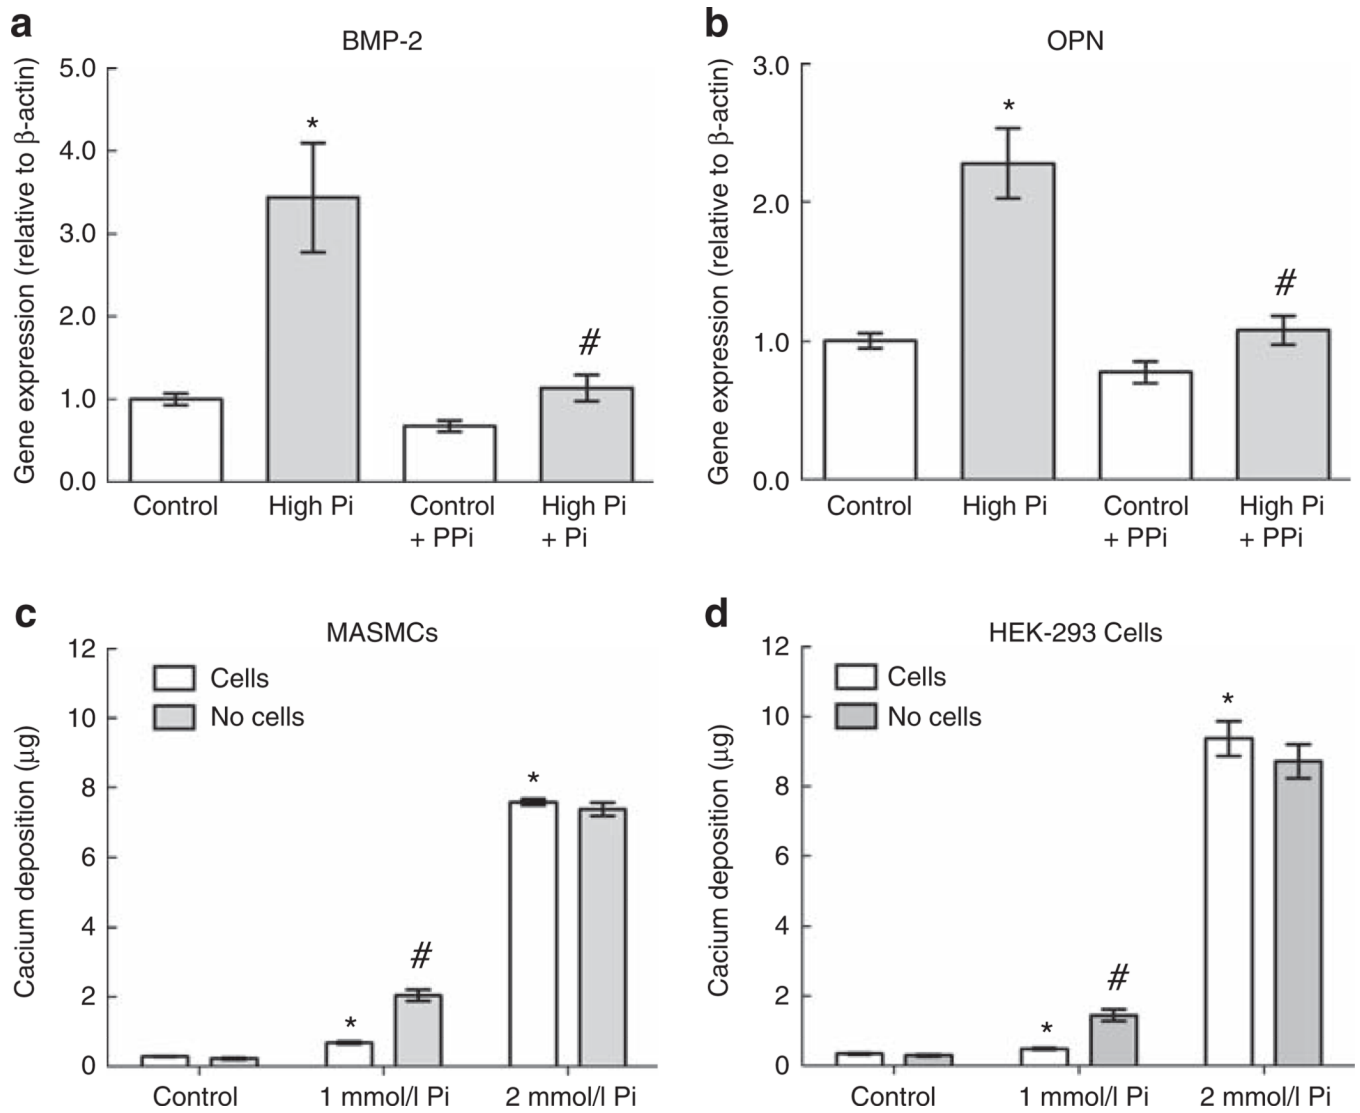 a
BMP-2
Gene expression (relative to β-actin)
5.0
4.0
3.0
2.0
1.0
0.0
*
#
Control
High Pi
Control
+ PPi
High Pi
+ Pi
b
OPN
Gene expression (relative to β-actin)
3.0
2.0
1.0
0.0
*
#
Control
High Pi
Control
+ PPi
High Pi
+ PPi
c
MASMCs
Cacium deposition (μg)
12
10
8
6
4
2
0
Cells
No cells
*
#
*
Control
1 mmol/l Pi
2 mmol/l Pi
d
HEK-293 Cells
Cacium deposition (μg)
12
10
8
6
4
2
0
Cells
No cells
*
#
*
Control
1 mmol/l Pi
2 mmol/l Pi